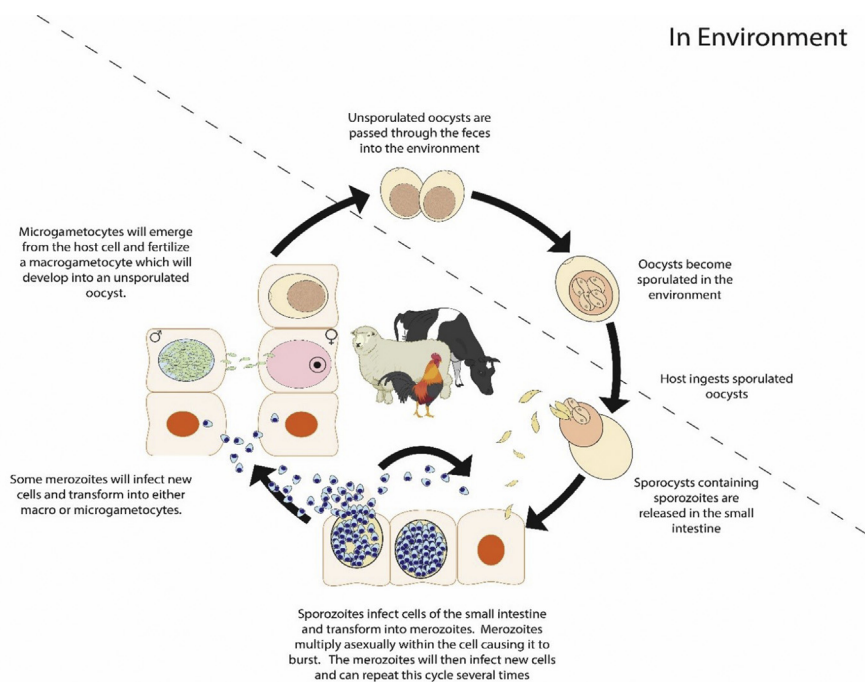 In Environment
Unsporulated oocysts are
passed through the feces
into the environment
Microgametocytes will emerge
from the host cell and fertilize
a macrogametocyte which will
develop into an unsporulated
oocyst.
Oocysts become
sporulated in the
environment
Host ingests sporulated
oocysts
Sporocysts containing
sporozoites are
released in the small
intestine
Some merozoites will infect new
cells and transform into either
macro or microgametocytes.
Sporozoites infect cells of the small intestine
and transform into merozoites.  Merozoites
multiply asexually within the cell causing it to
burst.  The merozoites will then infect new cells
and can repeat this cycle several times